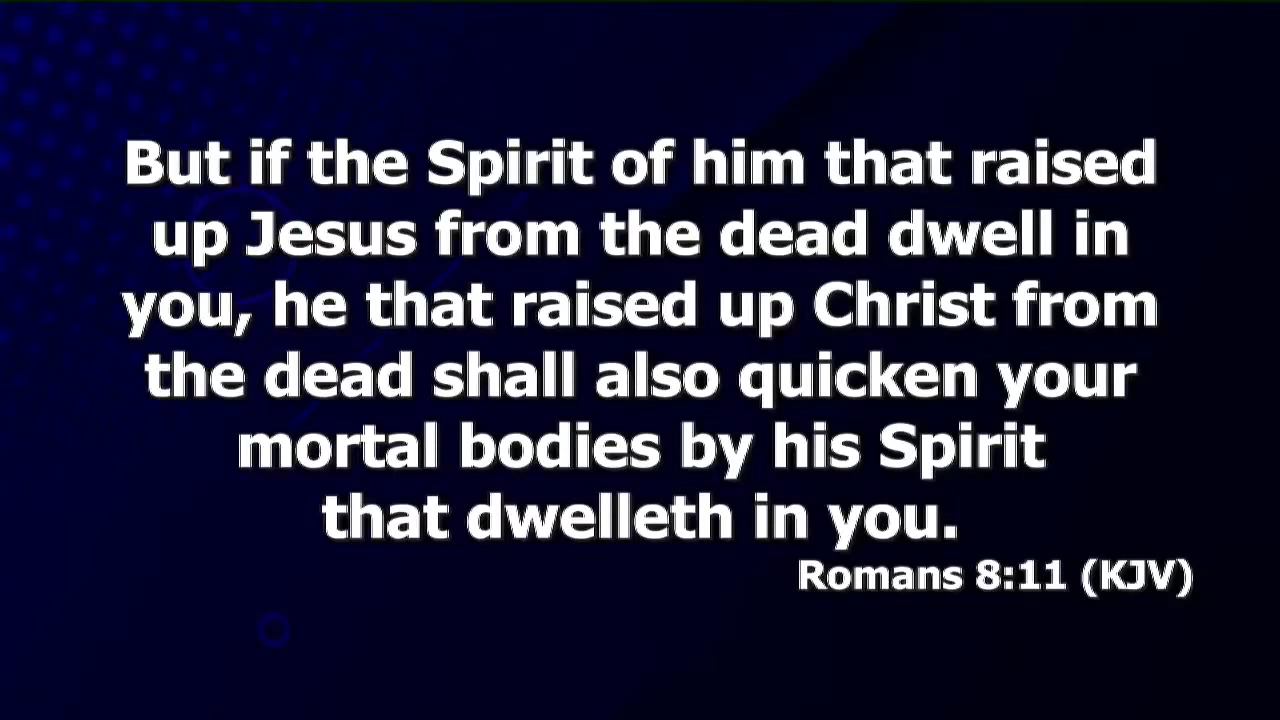 But if the Spirit of him that raised
up Jesus from the dead dwell in
you, he that raised up Christ from
the dead shall also quicken your
mortal bodies by his Spirit
that dwelleth in you.
Romans 8:11 (KJV)